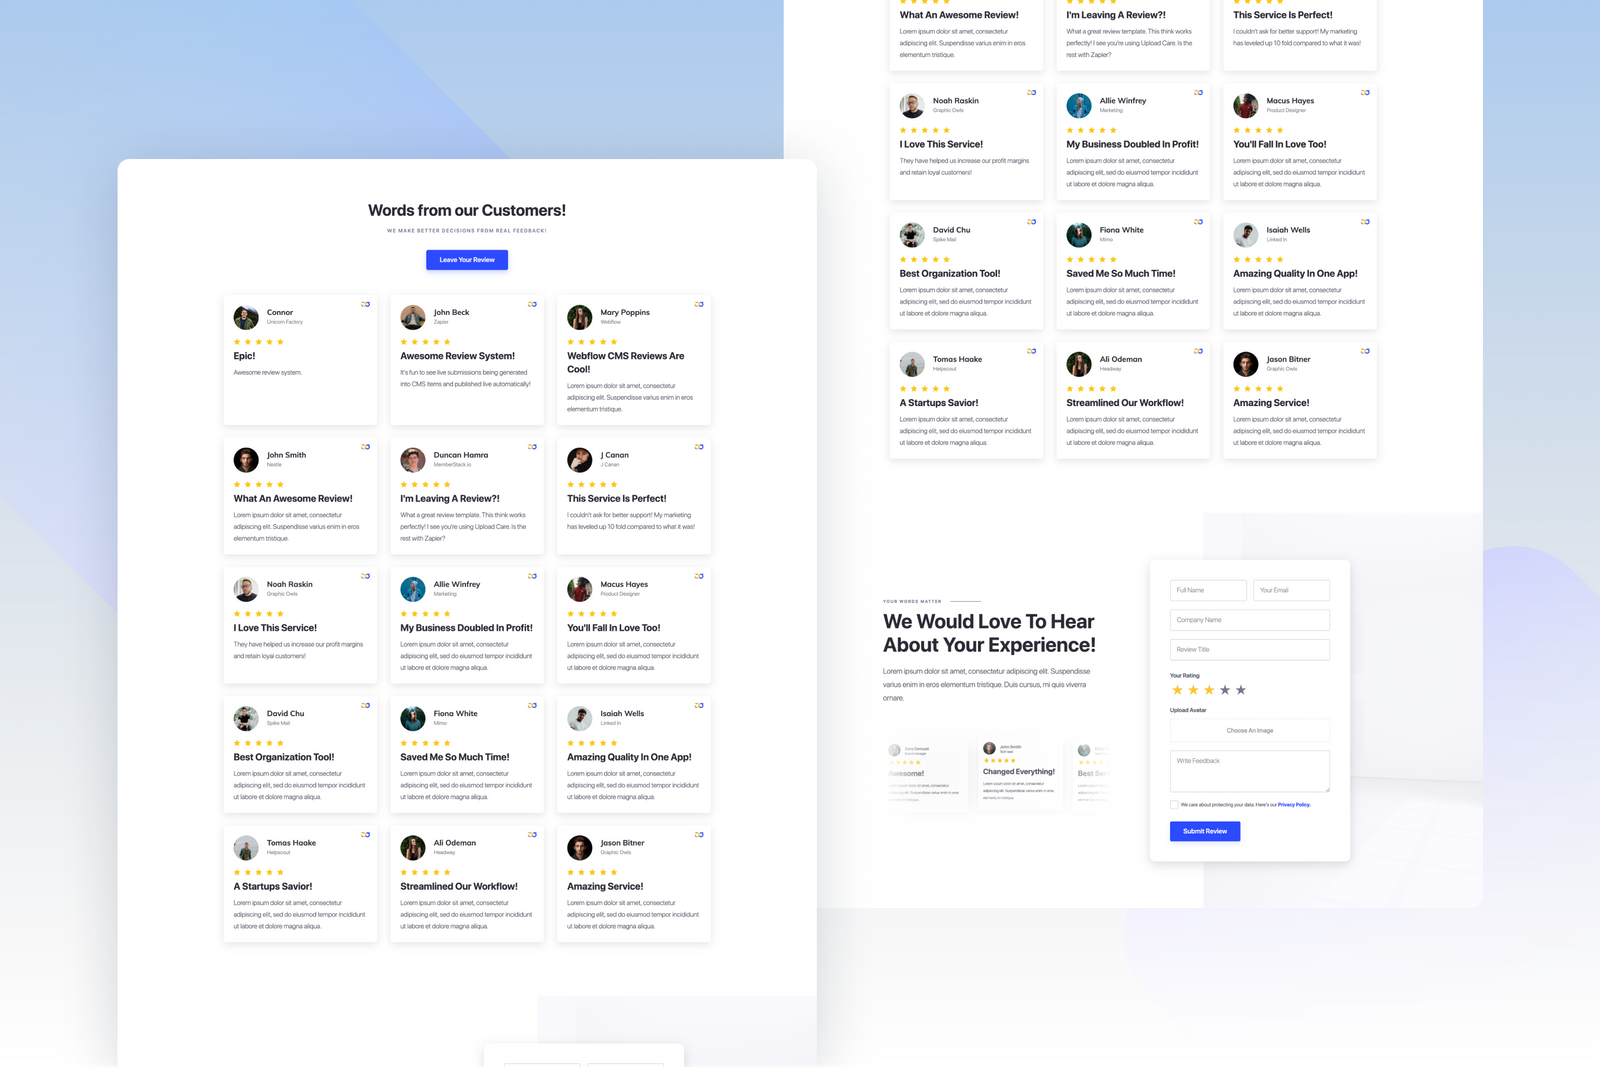 Words from our Customers!
WE MAKE BETTER DECISIONS FROM REAL FEEDBACK!
Leave Your Review
Connor
Unicorn Factory
Epic!
Awesome review system.
John Beck
Zapier
Awesome Review System!
It's fun to see live submissions being generated
into CMS items and published live automatically!
Mary Poppins
Webflow
Webflow CMS Reviews Are
Cool!
Lorem ipsum dolor sit amet, consectetur
adipiscing elit. Suspendisse varius enim in eros
elementum tristique.
John Smith
Nestle
What An Awesome Review!
Lorem ipsum dolor sit amet, consectetur
adipiscing elit. Suspendisse varius enim in eros
elementum tristique.
Duncan Hamra
MemberStack.io
I'm Leaving A Review?!
What a great review template. This think works
perfectly! I see you're using Upload Care. Is the
rest with Zapier?
J Canan
J Canan
This Service Is Perfect!
I couldn't ask for better support! My marketing
has leveled up 10 fold compared to what it was!
Noah Raskin
Graphic Owls
I Love This Service!
They have helped us increase our profit margins
and retain loyal customers!
Allie Winfrey
Marketing
My Business Doubled In Profit!
Lorem ipsum dolor sit amet, consectetur
adipiscing elit, sed do eiusmod tempor incididunt
ut labore et dolore magna aliqua.
Macus Hayes
Product Designer
You'll Fall In Love Too!
Lorem ipsum dolor sit amet, consectetur
adipiscing elit, sed do eiusmod tempor incididunt
ut labore et dolore magna aliqua.
David Chu
Spike Mail
Best Organization Tool!
Lorem ipsum dolor sit amet, consectetur
adipiscing elit, sed do eiusmod tempor incididunt
ut labore et dolore magna aliqua.
Fiona White
Mimo
Saved Me So Much Time!
Lorem ipsum dolor sit amet, consectetur
adipiscing elit, sed do eiusmod tempor incididunt
ut labore et dolore magna aliqua.
Isaiah Wells
Linked In
Amazing Quality In One App!
Lorem ipsum dolor sit amet, consectetur
adipiscing elit, sed do eiusmod tempor incididunt
ut labore et dolore magna aliqua.
Tomas Haake
Helpscout
A Startups Savior!
Lorem ipsum dolor sit amet, consectetur
adipiscing elit, sed do eiusmod tempor incididunt
ut labore et dolore magna aliqua.
Ali Odeman
Headway
Streamlined Our Workflow!
Lorem ipsum dolor sit amet, consectetur
adipiscing elit, sed do eiusmod tempor incididunt
ut labore et dolore magna aliqua.
Jason Bitner
Graphic Owls
Amazing Service!
Lorem ipsum dolor sit amet, consectetur
adipiscing elit, sed do eiusmod tempor incididunt
ut labore et dolore magna aliqua.
What An Awesome Review!
Lorem ipsum dolor sit amet, consectetur
adipiscing elit. Suspendisse varius enim in eros
elementum tristique.
I'm Leaving A Review?!
What a great review template. This think works
perfectly! I see you're using Upload Care. Is the
rest with Zapier?
This Service Is Perfect!
I couldn't ask for better support! My marketing
has leveled up 10 fold compared to what it was!
Noah Raskin
Graphic Owls
I Love This Service!
They have helped us increase our profit margins
and retain loyal customers!
Allie Winfrey
Marketing
My Business Doubled In Profit!
Lorem ipsum dolor sit amet, consectetur
adipiscing elit, sed do eiusmod tempor incididunt
ut labore et dolore magna aliqua.
Macus Hayes
Product Designer
You'll Fall In Love Too!
Lorem ipsum dolor sit amet, consectetur
adipiscing elit, sed do eiusmod tempor incididunt
ut labore et dolore magna aliqua.
David Chu
Spike Mail
Best Organization Tool!
Lorem ipsum dolor sit amet, consectetur
adipiscing elit, sed do eiusmod tempor incididunt
ut labore et dolore magna aliqua.
Fiona White
Mimo
Saved Me So Much Time!
Lorem ipsum dolor sit amet, consectetur
adipiscing elit, sed do eiusmod tempor incididunt
ut labore et dolore magna aliqua.
Isaiah Wells
Linked In
Amazing Quality In One App!
Lorem ipsum dolor sit amet, consectetur
adipiscing elit, sed do eiusmod tempor incididunt
ut labore et dolore magna aliqua.
Tomas Haake
Helpscout
A Startups Savior!
Lorem ipsum dolor sit amet, consectetur
adipiscing elit, sed do eiusmod tempor incididunt
ut labore et dolore magna aliqua.
Ali Odeman
Headway
Streamlined Our Workflow!
Lorem ipsum dolor sit amet, consectetur
adipiscing elit, sed do eiusmod tempor incididunt
ut labore et dolore magna aliqua.
Jason Bitner
Graphic Owls
Amazing Service!
Lorem ipsum dolor sit amet, consectetur
adipiscing elit, sed do eiusmod tempor incididunt
ut labore et dolore magna aliqua.
YOUR WORDS MATTER
We Would Love To Hear
About Your Experience!
Lorem ipsum dolor sit amet, consectetur adipiscing elit. Suspendisse
varius enim in eros elementum tristique. Duis cursus, mi quis viverra
ornare.
Awesome!
John Smith
Tech lead
Changed Everything!
Lorem ipsum dolor sit amet, consectetur
adipiscing elit. Suspendisse varius enim in eros
elementum tristique.
Best
Full Name
Your Email
Company Name
Review Title
Your Rating
Upload Avatar
Choose An Image
Write Feedback
We care about protecting your data. Here's our Privacy Policy.
Submit Review